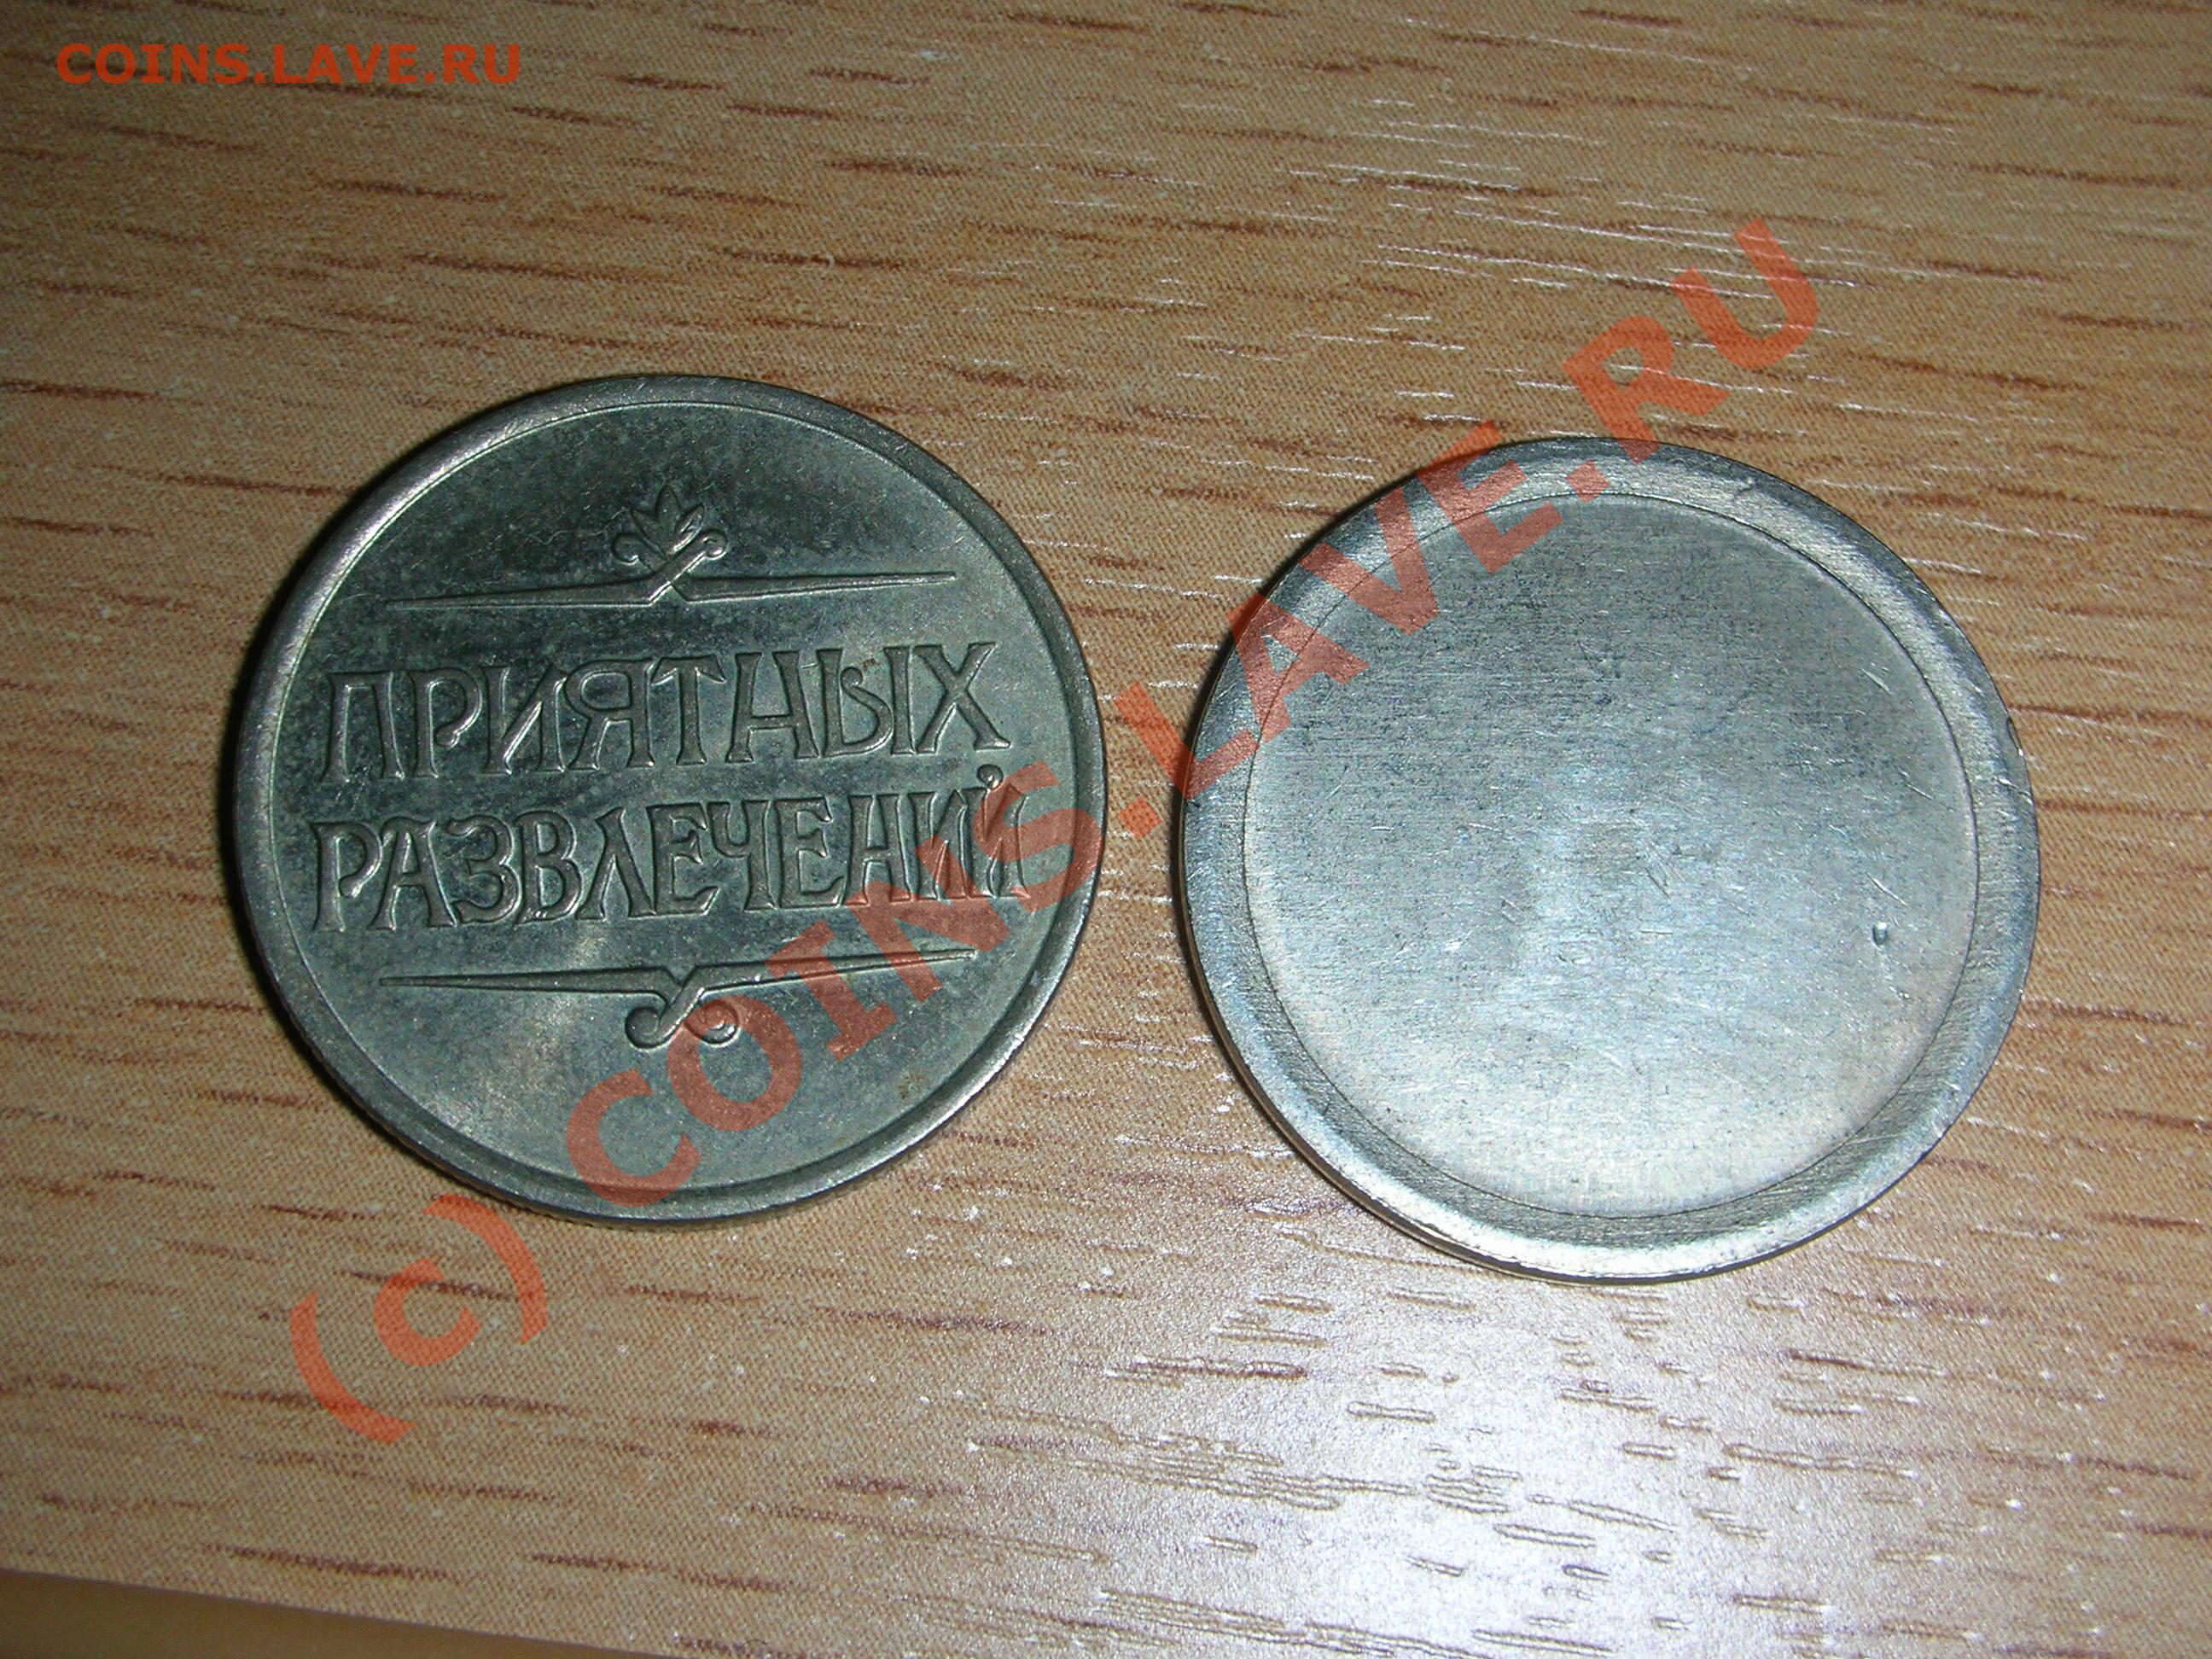 COINS.LAVE.RU
ПРИЯТНЫХ
РАЗВЛЕЧЕНИЙ
(c) COINS.LAVE.RU